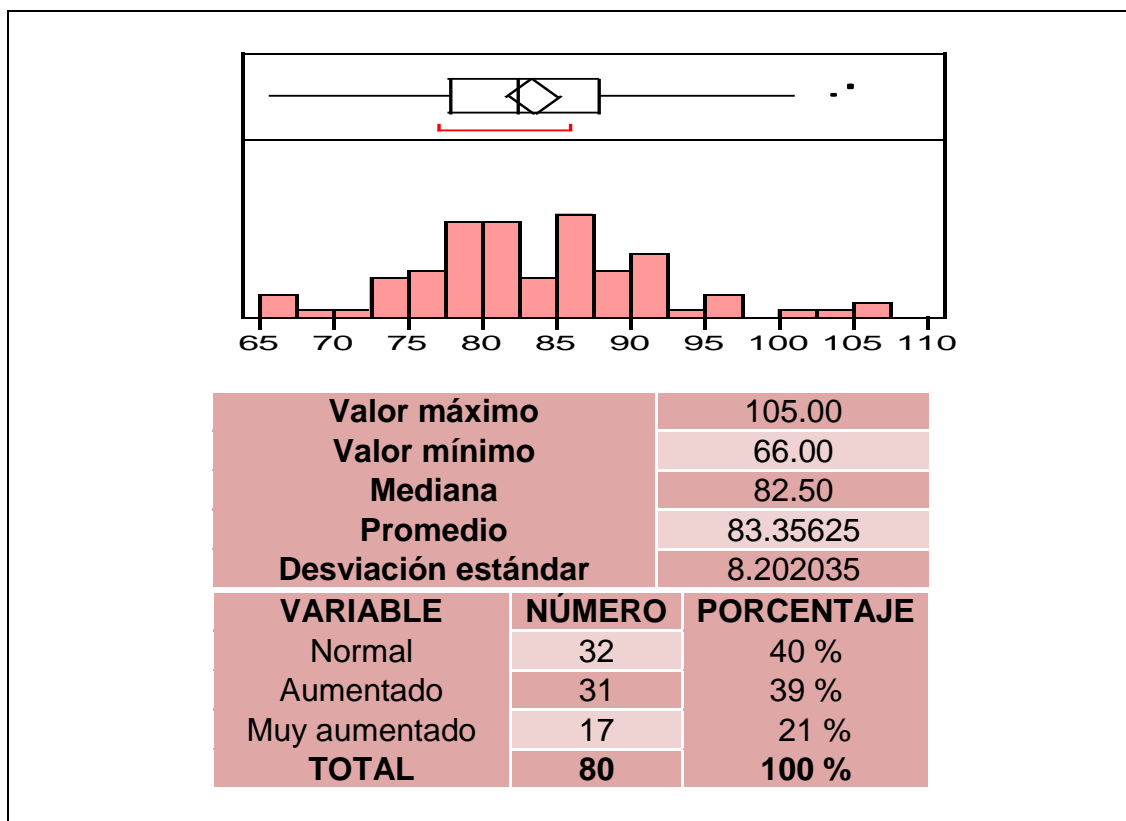 65 70 75 80 85 90 95 100 105 110
Valor máximo 105.00
Valor mínimo 66.00
Mediana 82.50
Promedio 83.35625
Desviación estándar 8.202035
VARIABLE NÚMERO PORCENTAJE
Normal 32 40 %
Aumentado 31 39 %
Muy aumentado 17 21 %
TOTAL 80 100 %